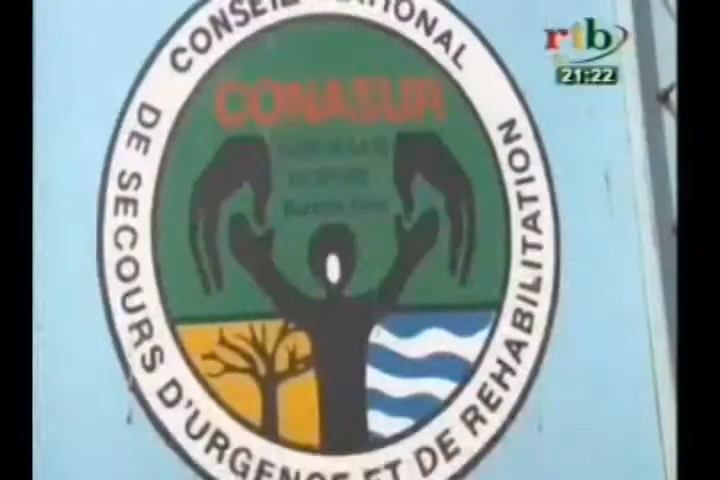 rtb
21:22
CONSEIL NATIONAL
DE SECOURS D'URGENCE ET DE REHABILITATION
CONASUR